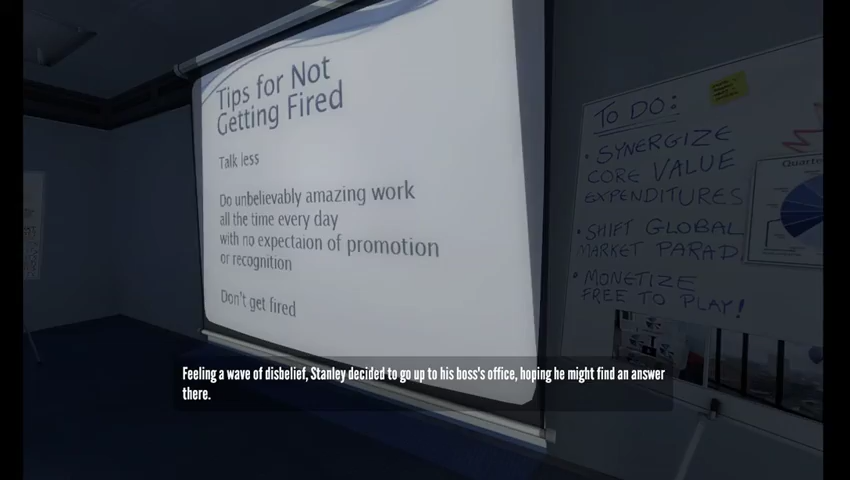 Tips for Not
Getting Fired
Talk less
Do unbelievably amazing work
all the time every day
with no expectaion of promotion
or recognition
Don't get fired
TO DO:
• SYNERGIZE
CORE VALUE
EXPENDITURES
• SHIFT GLOBAL
MARKET PARAD
• MONETIZE
FREE TO PLAY!
Quarte
Feeling a wave of disbelief, Stanley decided to go up to his boss's office, hoping he might find an answer
there.